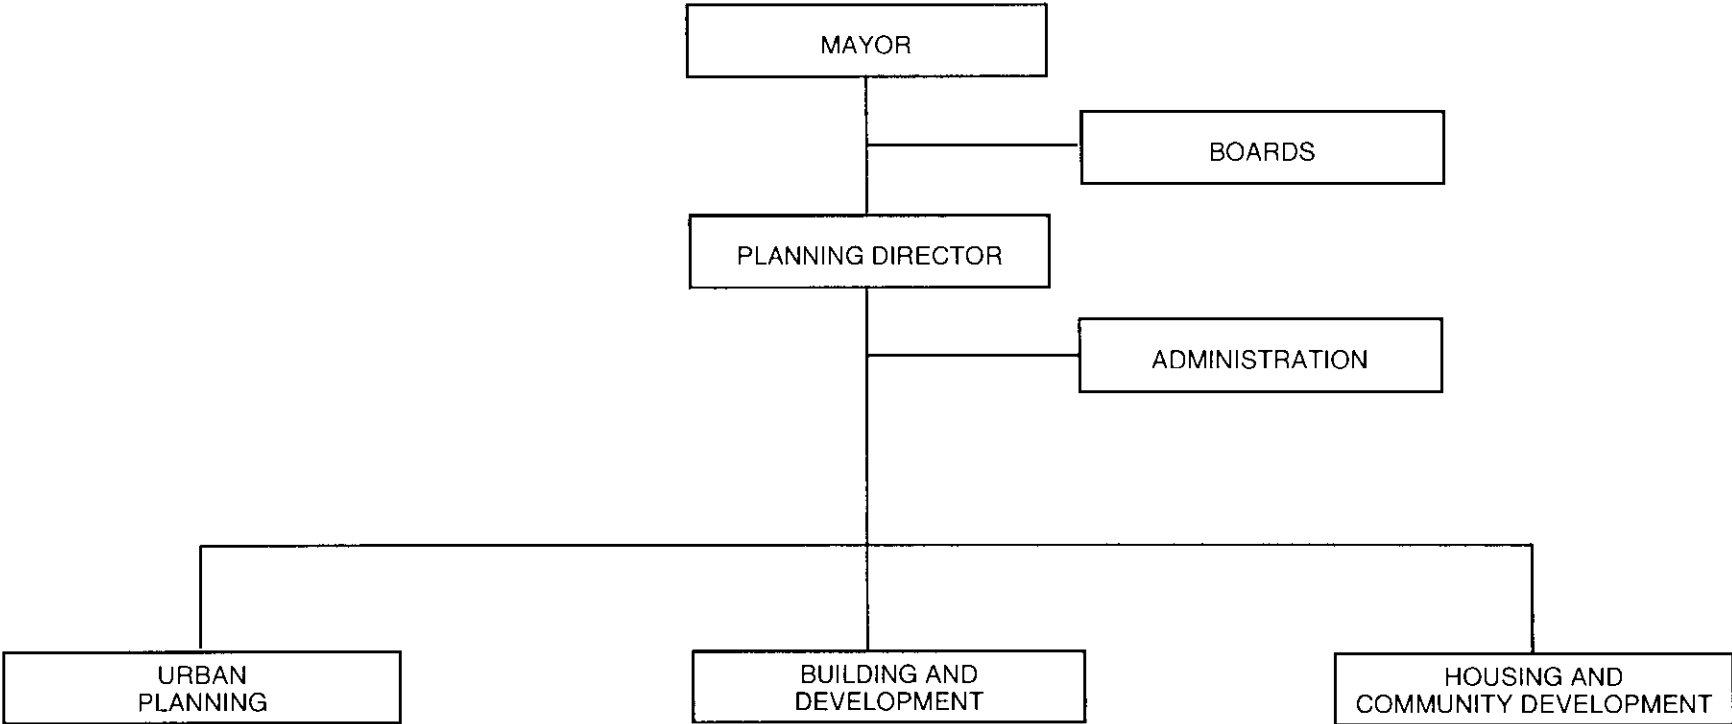 MAYOR
BOARDS
PLANNING DIRECTOR
ADMINISTRATION
URBAN
PLANNING
BUILDING AND
DEVELOPMENT
HOUSING AND
COMMUNITY DEVELOPMENT